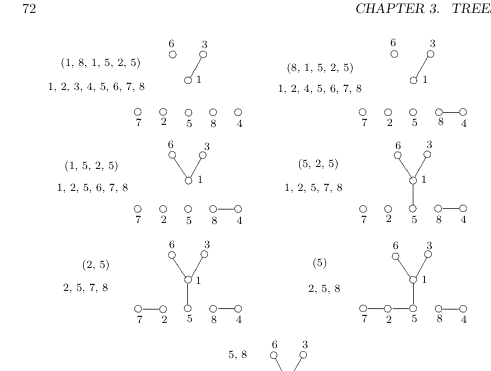 72 CHAPTER 3. TREES
6 3 6 3
(1, 8, 1, 5, 2, 5) (8, 1, 5, 2, 5)
1 1
1, 2, 3, 4, 5, 6, 7, 8 1, 2, 4, 5, 6, 7, 8
7 2 5 8 4 7 2 5 8 4
6 3 6 3
(1, 5, 2, 5) (5, 2, 5)
1, 2, 5, 6, 7, 8 1 1, 2, 5, 7, 8 1
7 2 5 8 4 7 2 5 8 4
6 3 6 3
(2, 5) (5)
1 1
2, 5, 7, 8 2, 5, 8
7 2 5 8 4 7 2 5 8 4
5, 8 6 3